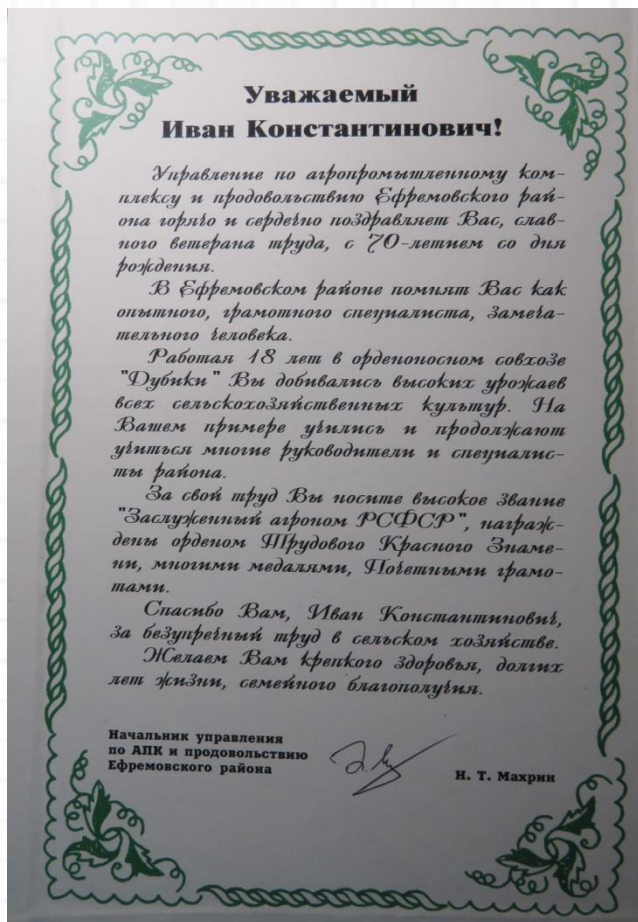 Уважаемый
Иван Константинович!
Управление по агропромышленному ком-
плексу и продовольствию Ефремовского рай-
она горячо и сердечно поздравляет Вас, слав-
ного ветерана труда, с 70-летием со дня
рождения.
В Ефремовском районе помнят Вас как
опытного, грамотного специалиста, замеча-
тельного человека.
Работая 18 лет в орденоносном совхозе
"Дубики" Вы добивались высоких урожаев
всех сельскохозяйственных культур. На
Вашем примере учились и продолжают
учиться многие руководители и специалис-
ты района.
За свой труд Вы носите высокое звание
"Заслуженный агроном РСФСР", награж-
дены орденом Трудового Красного Знаме-
ни, многими медалями, Почетными грамо-
тами.
Спасибо Вам, Иван Константинович,
за безупречный труд в сельском хозяйстве.
Желаем Вам крепкого здоровья, долгих
лет жизни, семейного благополучия.
Начальник управления
по АПК и продовольствию
Ефремовского района
Н. Т. Махрин